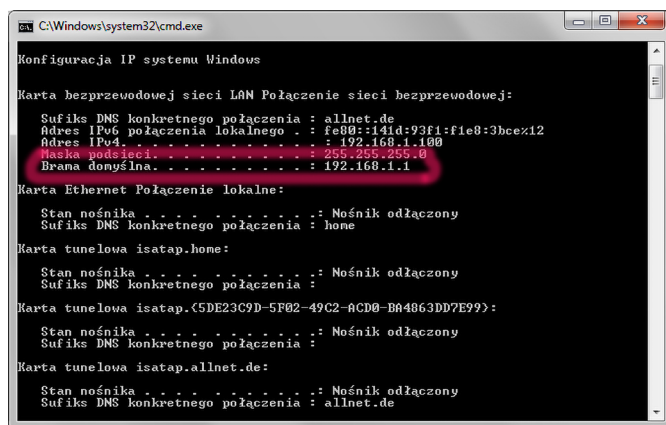 C:\Windows\system32\cmd.exe
Konfiguracja IP systemu Windows
Karta bezprzewodowej sieci LAN Połączenie sieci bezprzewodowej:
Sufiks DNS konkretnego połączenia : allnet.de
Adres IPv6 połączenia lokalnego . : fe80::141d:93f1:f1e8:3bce%12
Adres IPv4. . . . . . . . . . . . . : 192.168.1.100
Maska podsieci. . . . . . . . . . : 255.255.255.0
Brama domyślna. . . . . . . . . . : 192.168.1.1
Karta Ethernet Połączenie lokalne:
Stan nośnika . . . . . . . . . . .: Nośnik odłączony
Sufiks DNS konkretnego połączenia : home
Karta tunelowa isatap.home:
Stan nośnika . . . . . . . . . . .: Nośnik odłączony
Sufiks DNS konkretnego połączenia :
Karta tunelowa isatap.{5DE23C9D-5F02-49C2-ACD0-BA4863DD7E99}:
Stan nośnika . . . . . . . . . . .: Nośnik odłączony
Sufiks DNS konkretnego połączenia :
Karta tunelowa isatap.allnet.de:
Stan nośnika . . . . . . . . . . .: Nośnik odłączony
Sufiks DNS konkretnego połączenia : allnet.de